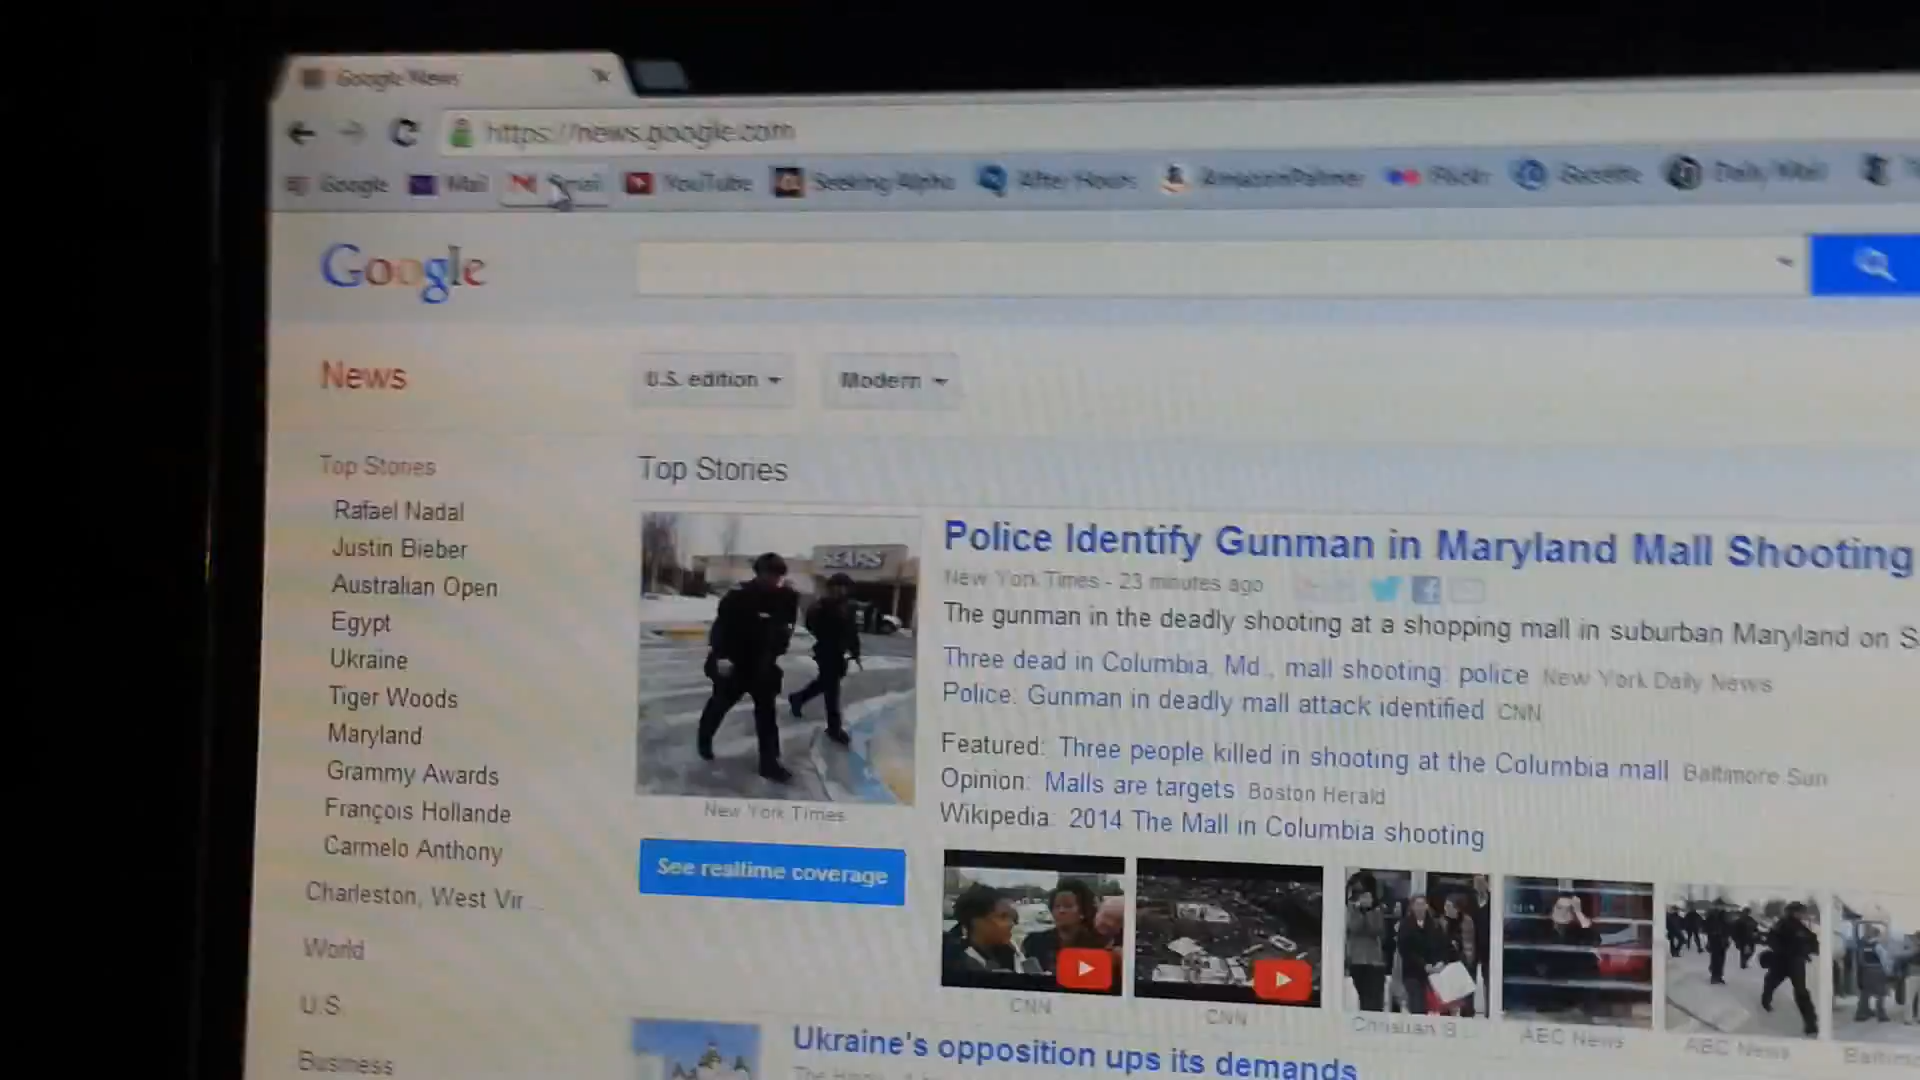 Google News
https://news.google.com
Google Mail Gmail YouTube Seeking Alpha After Hours AmazonPalmer Flickr Gazette Daily Mail
Google
News
U.S. edition
Modern
Top Stories
Rafael Nadal
Justin Bieber
Australian Open
Egypt
Ukraine
Tiger Woods
Maryland
Grammy Awards
François Hollande
Carmelo Anthony
Charleston, West Vir...
World
U.S.
Business
Top Stories
SEARS
New York Times
See realtime coverage
Police Identify Gunman in Maryland Mall Shooting
New York Times - 23 minutes ago
The gunman in the deadly shooting at a shopping mall in suburban Maryland on S
Three dead in Columbia, Md., mall shooting: police New York Daily News
Police: Gunman in deadly mall attack identified CNN
Featured: Three people killed in shooting at the Columbia mall Baltimore Sun
Opinion: Malls are targets Boston Herald
Wikipedia: 2014 The Mall in Columbia shooting
CNN
CNN
Christian S...
ABC News
ABC News
Ukraine's opposition ups its demands